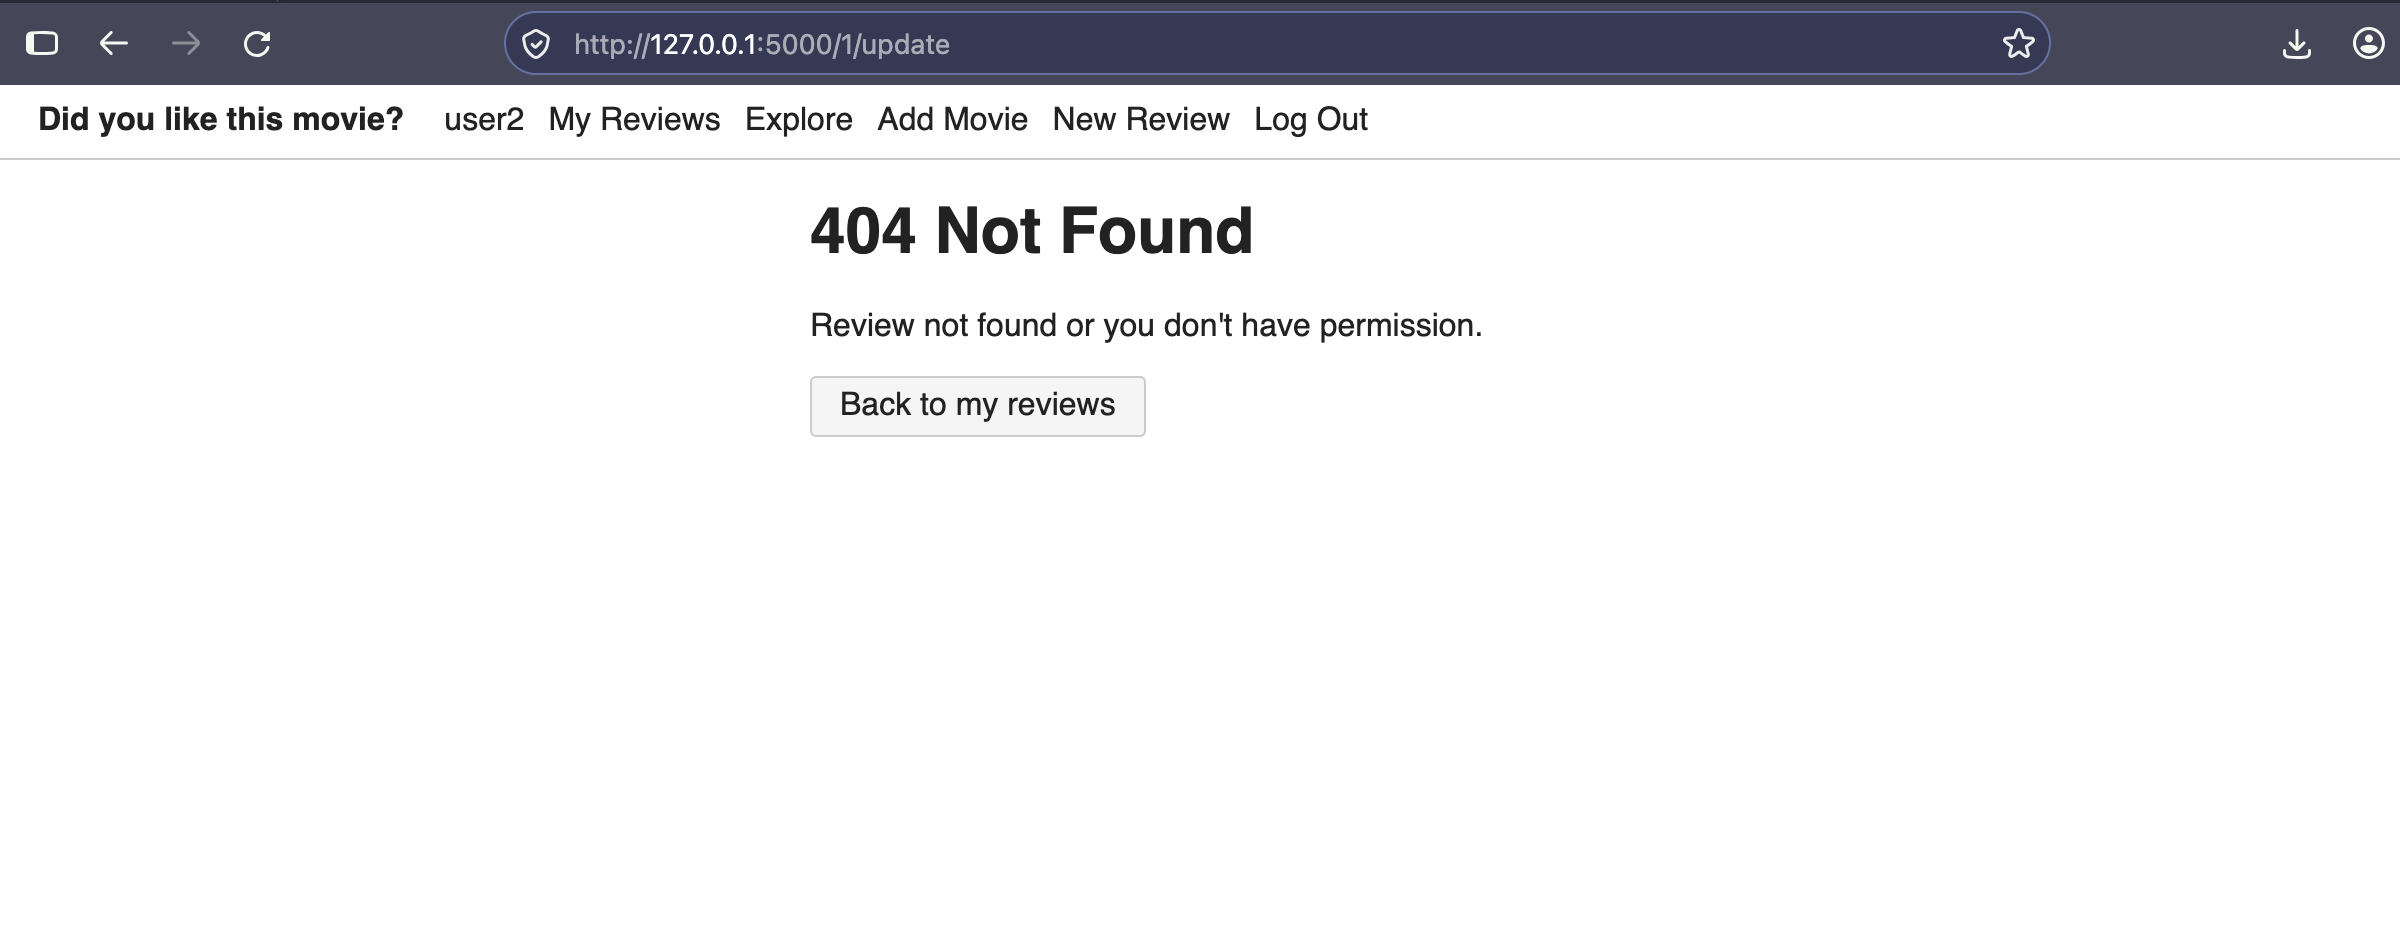 http://127.0.0.1:5000/1/update
Did you like this movie? user2 My Reviews Explore Add Movie New Review Log Out
404 Not Found
Review not found or you don't have permission.
Back to my reviews